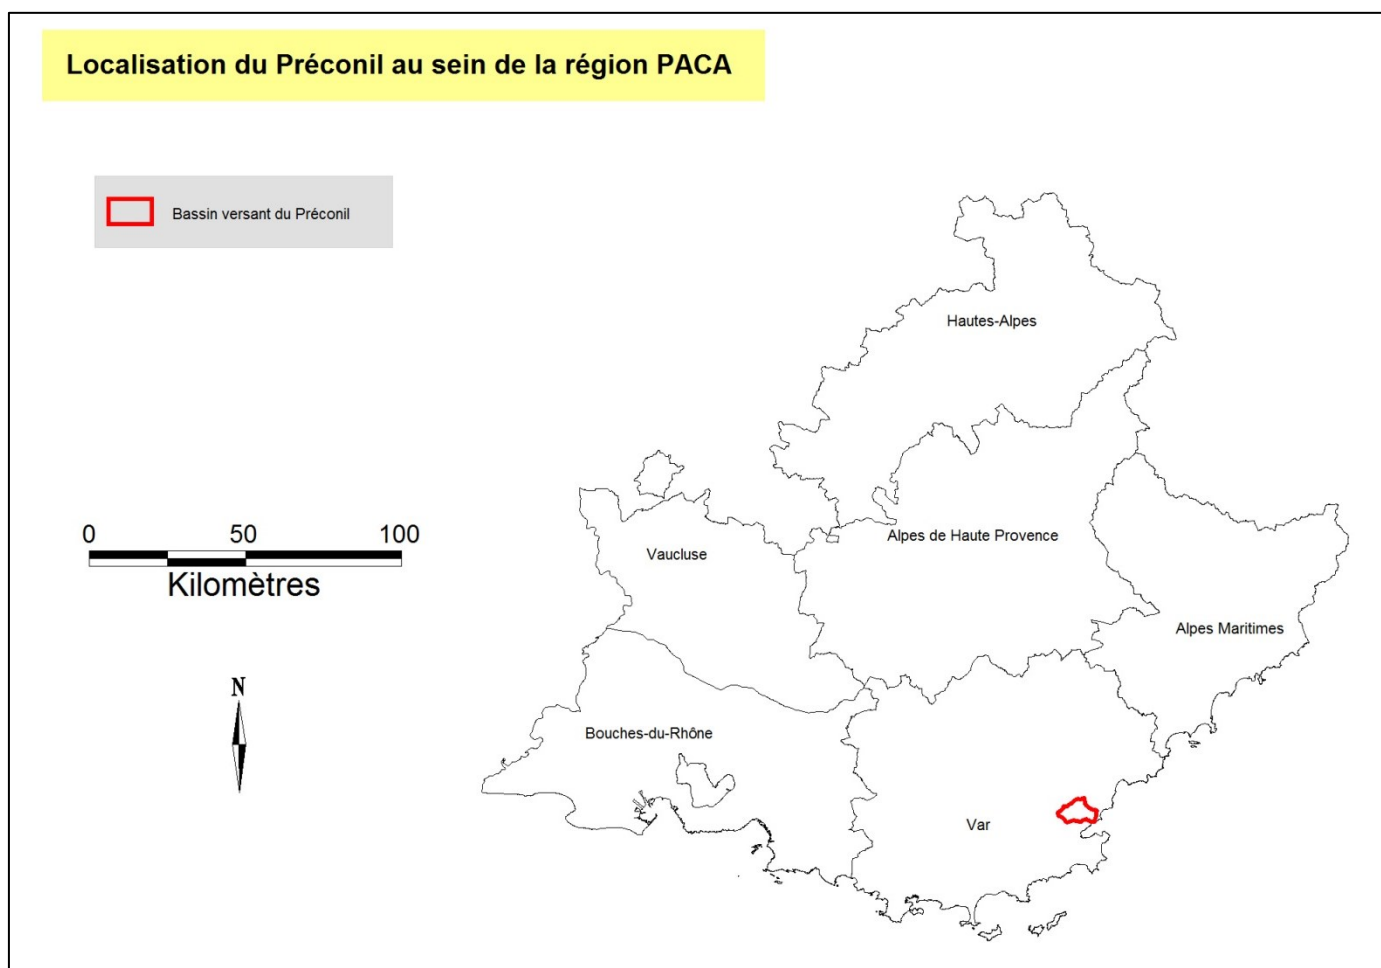 Localisation du Préconil au sein de la région PACA
Bassin versant du Préconil
Hautes-Alpes
0 50 100
Kilomètres
Vaucluse
Alpes de Haute Provence
Alpes Maritimes
N
Bouches-du-Rhône
Var